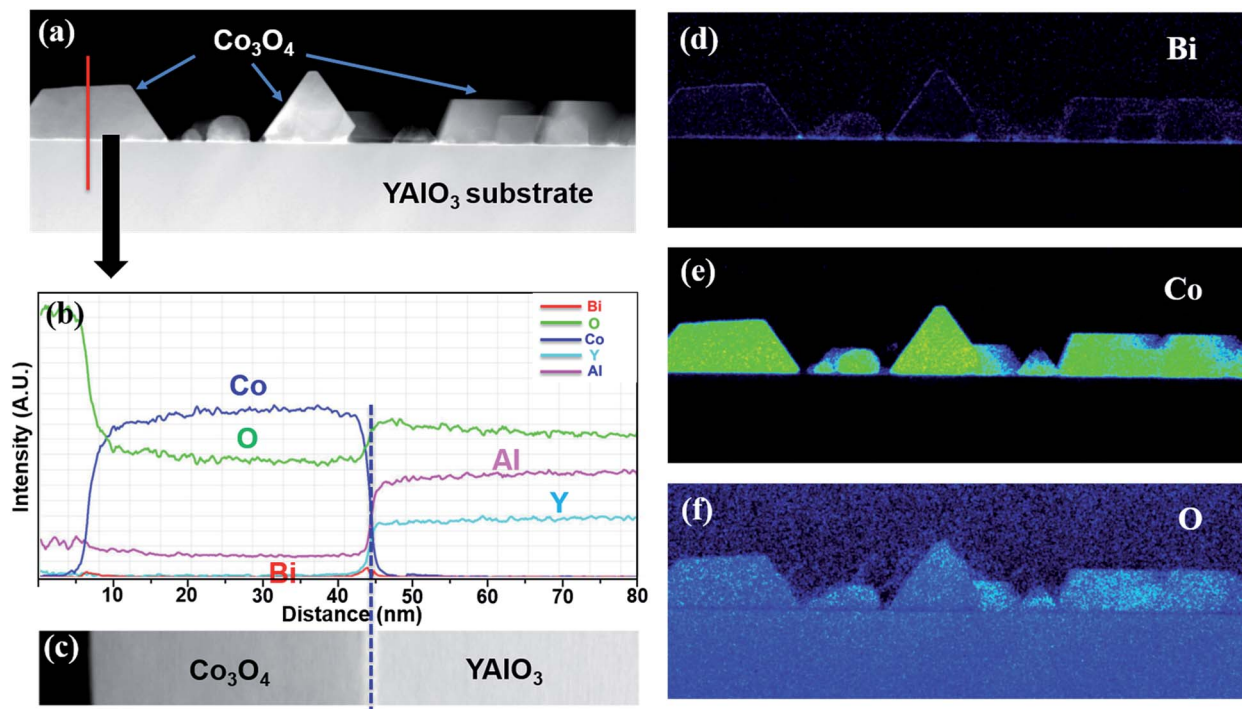 (a)
Co₃O₄
YAlO₃ substrate
(b)
Bi
O
Co
Y
Al
Co
O
Al
Y
Bi
Intensity (A.U.)
10 20 30 40 50 60 70 80
Distance (nm)
(c)
Co₃O₄
YAlO₃
(d)
Bi
(e)
Co
(f)
O